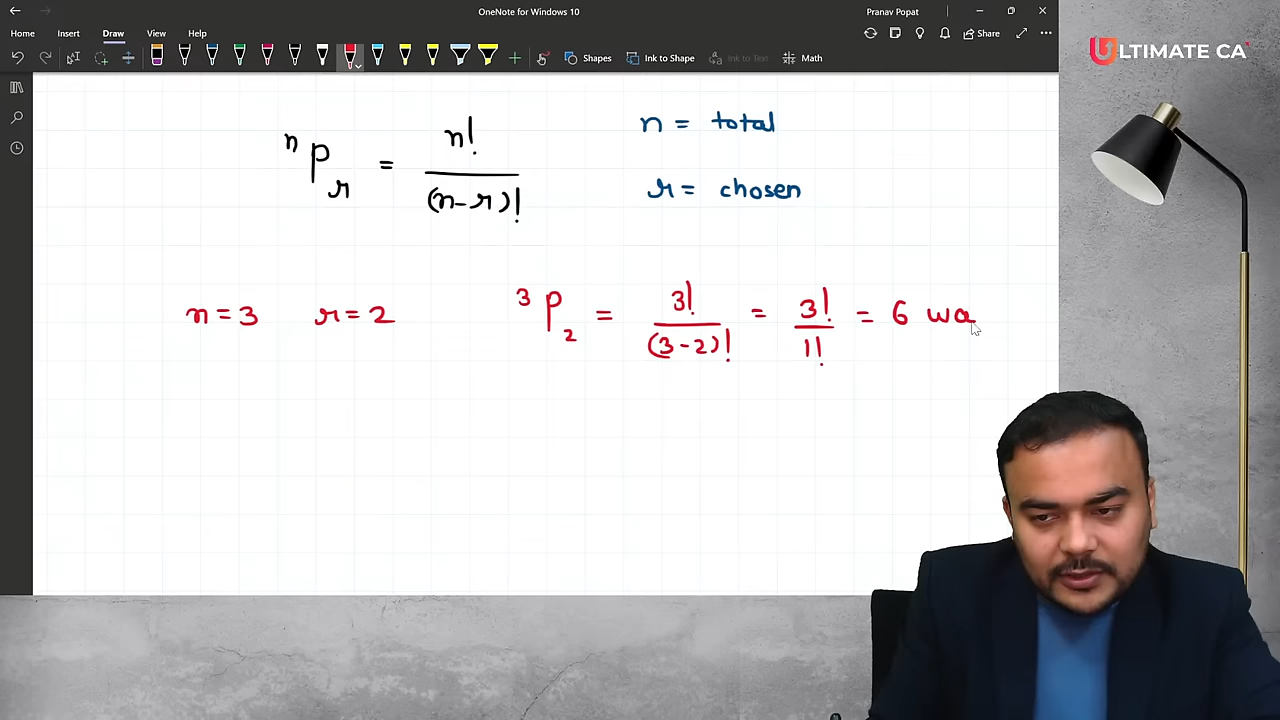 OneNote for Windows 10
Pranav Popat
Home Insert Draw View Help
Share
Shapes Ink to Shape Ink to Text Math
ULTIMATE CA
ⁿPᵣ = n! / (n-r)!
n = total
r = chosen
n=3 r=2 ³P₂ = 3! / (3-2)! = 3! / 1! = 6 wa